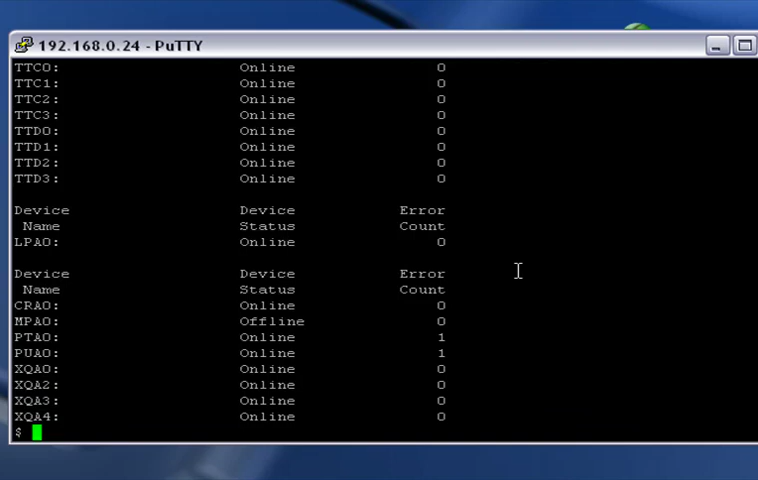 192.168.0.24 - PuTTY
TTC0: Online 0
TTC1: Online 0
TTC2: Online 0
TTC3: Online 0
TTD0: Online 0
TTD1: Online 0
TTD2: Online 0
TTD3: Online 0
Device Device Error
Name Status Count
LPA0: Online 0
Device Device Error
Name Status Count
CRA0: Online 0
MPA0: Offline 0
PTA0: Online 1
PUA0: Online 1
XQA0: Online 0
XQA2: Online 0
XQA3: Online 0
XQA4: Online 0
$